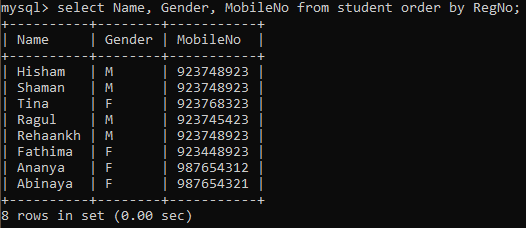 mysql> select Name, Gender, MobileNo from student order by RegNo;
+----------+--------+-----------+
| Name     | Gender | MobileNo  |
+----------+--------+-----------+
| Hisham   | M      | 923748923 |
| Shaman   | M      | 923748923 |
| Tina     | F      | 923768323 |
| Ragul    | M      | 923745423 |
| Rehaankh | M      | 923748923 |
| Fathima  | F      | 923448923 |
| Ananya   | F      | 987654312 |
| Abinaya  | F      | 987654321 |
+----------+--------+-----------+
8 rows in set (0.00 sec)